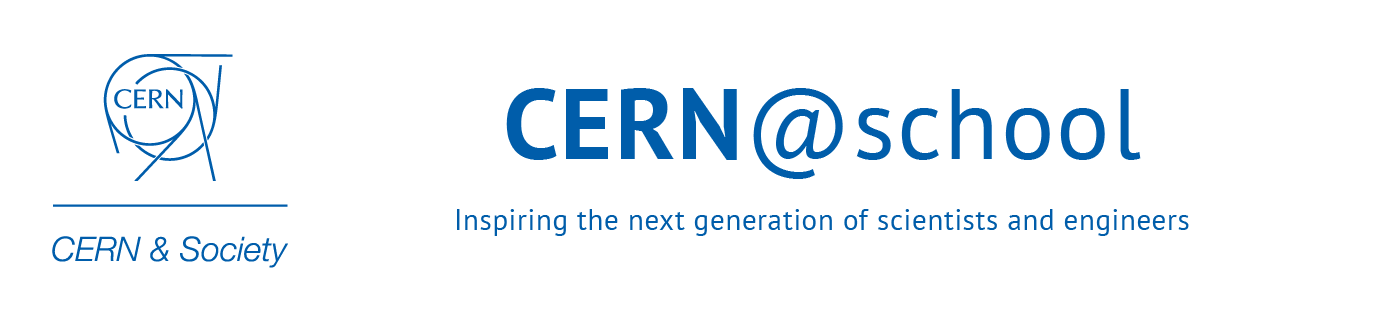 CERN
CERN & Society
CERN@school
Inspiring the next generation of scientists and engineers